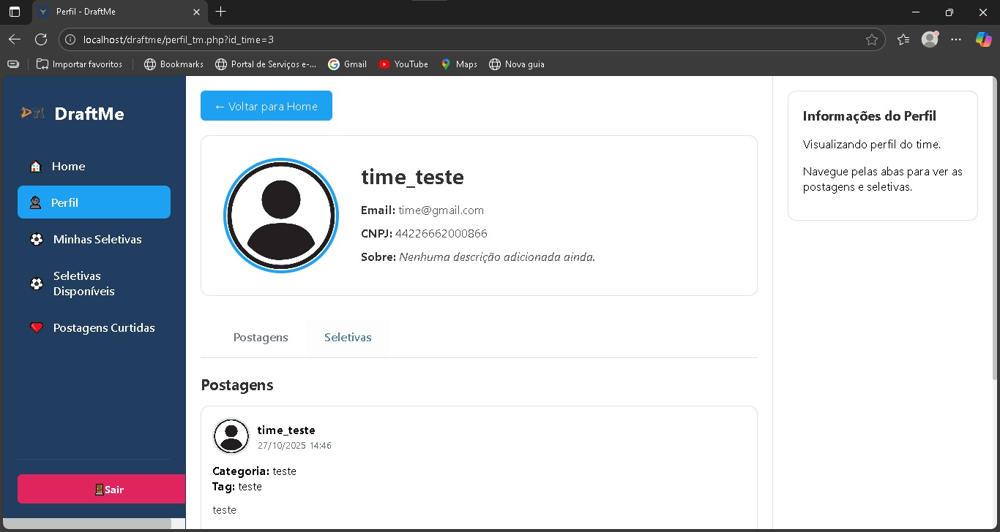 Perfil - DraftMe
localhost/draftme/perfil_tm.php?id_time=3
Importar favoritos
Bookmarks
Portal de Serviços e-...
Gmail
YouTube
Maps
Nova guia
DraftMe
Home
Perfil
Minhas Seletivas
Seletivas
Disponíveis
Postagens Curtidas
Sair
← Voltar para Home
time_teste
Email: time@gmail.com
CNPJ: 44226662000866
Sobre: Nenhuma descrição adicionada ainda.
Postagens
Seletivas
Postagens
time_teste
27/10/2025 14:46
Categoria: teste
Tag: teste
teste
Informações do Perfil
Visualizando perfil do time.
Navegue pelas abas para ver as
postagens e seletivas.